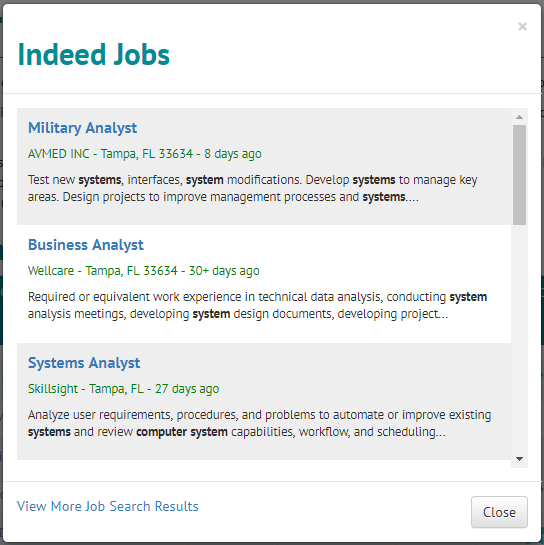 ×
Indeed Jobs
Military Analyst
AVMED INC - Tampa, FL 33634 - 8 days ago
Test new systems, interfaces, system modifications. Develop systems to manage key
areas. Design projects to improve management processes and systems....
Business Analyst
Wellcare - Tampa, FL 33634 - 30+ days ago
Required or equivalent work experience in technical data analysis, conducting system
analysis meetings, developing system design documents, developing project...
Systems Analyst
Skillsight - Tampa, FL - 27 days ago
Analyze user requirements, procedures, and problems to automate or improve existing
systems and review computer system capabilities, workflow, and scheduling...
View More Job Search Results
Close